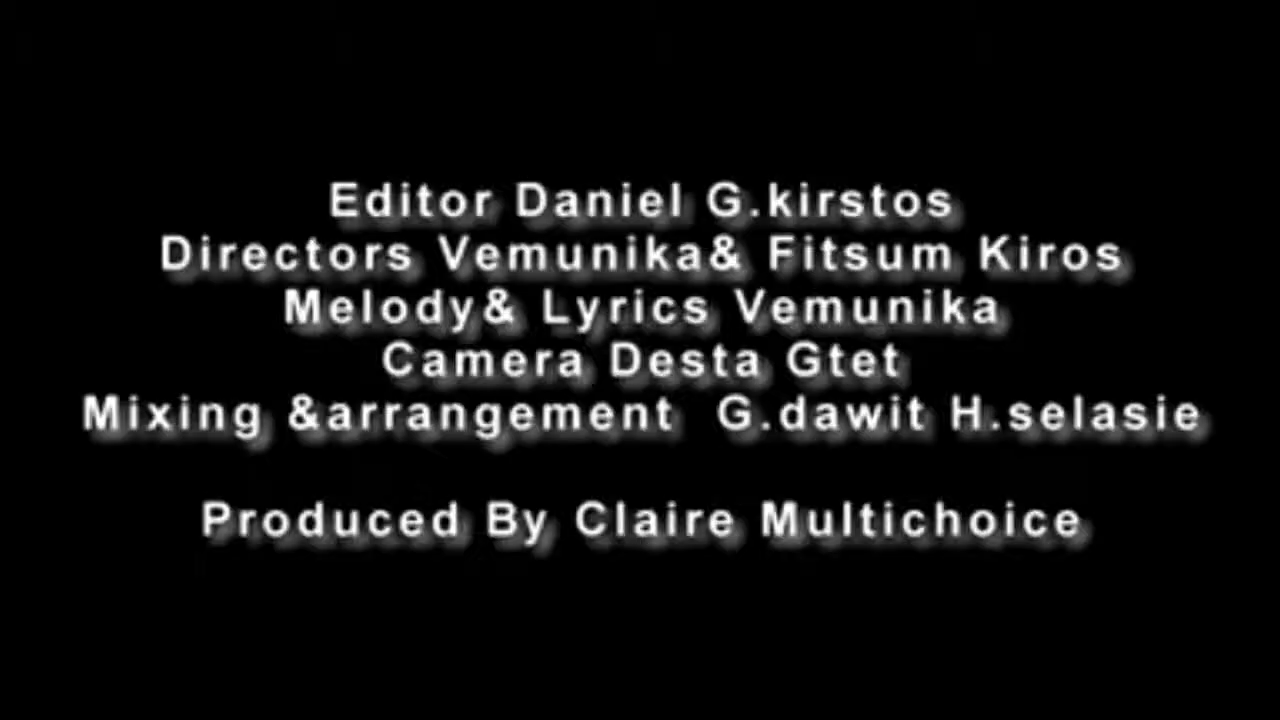 Editor Daniel G.kirstos
Directors Vemunika& Fitsum Kiros
Melody& Lyrics Vemunika
Camera Desta Gtet
Mixing &arrangement  G.dawit H.selasie
Produced By Claire Multichoice